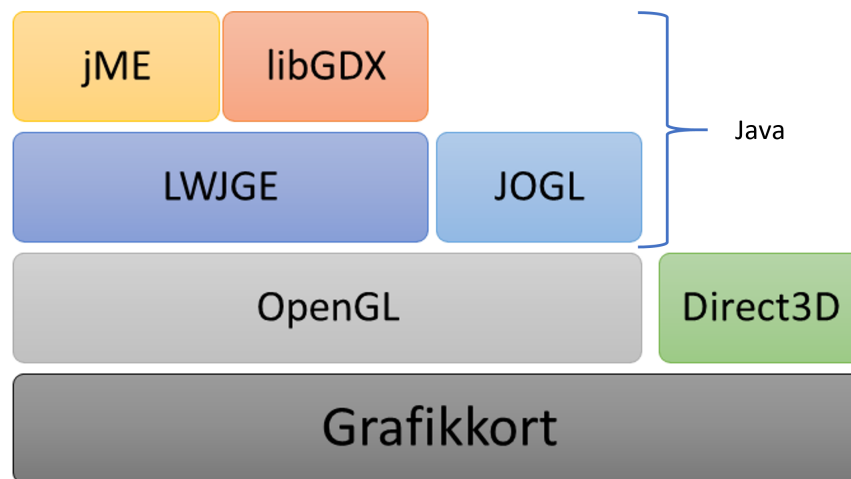 jME
libGDX
Java
LWJGE
JOGL
OpenGL
Direct3D
Grafikkort